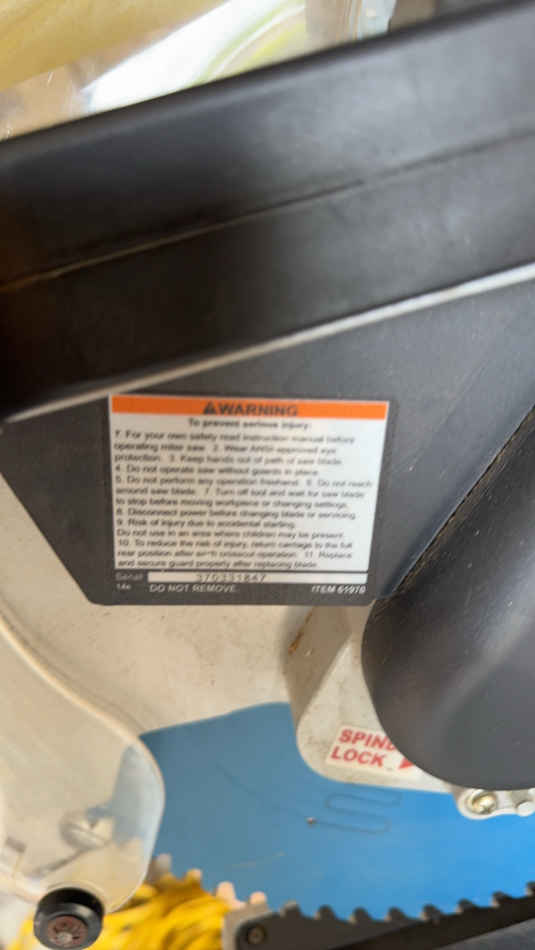 ⚠WARNING
To prevent serious injury:
1. For your own safety read instruction manual before
operating miter saw. 2. Wear ANSI-approved eye
protection. 3. Keep hands out of path of saw blade.
4. Do not operate saw without guards in place.
5. Do not perform any operation freehand. 6. Do not reach
around saw blade. 7. Turn off tool and wait for saw blade
to stop before moving workpiece or changing settings.
8. Disconnect power before changing blade or servicing.
9. Risk of injury due to accidental starting.
Do not use in an area where children may be present.
10. To reduce the risk of injury, return carriage to the full
rear position after each crosscut operation. 11. Replace
and secure guard properly after replacing blade.
Serial 370331847
14e DO NOT REMOVE. ITEM 61970
SPIN
LOCK